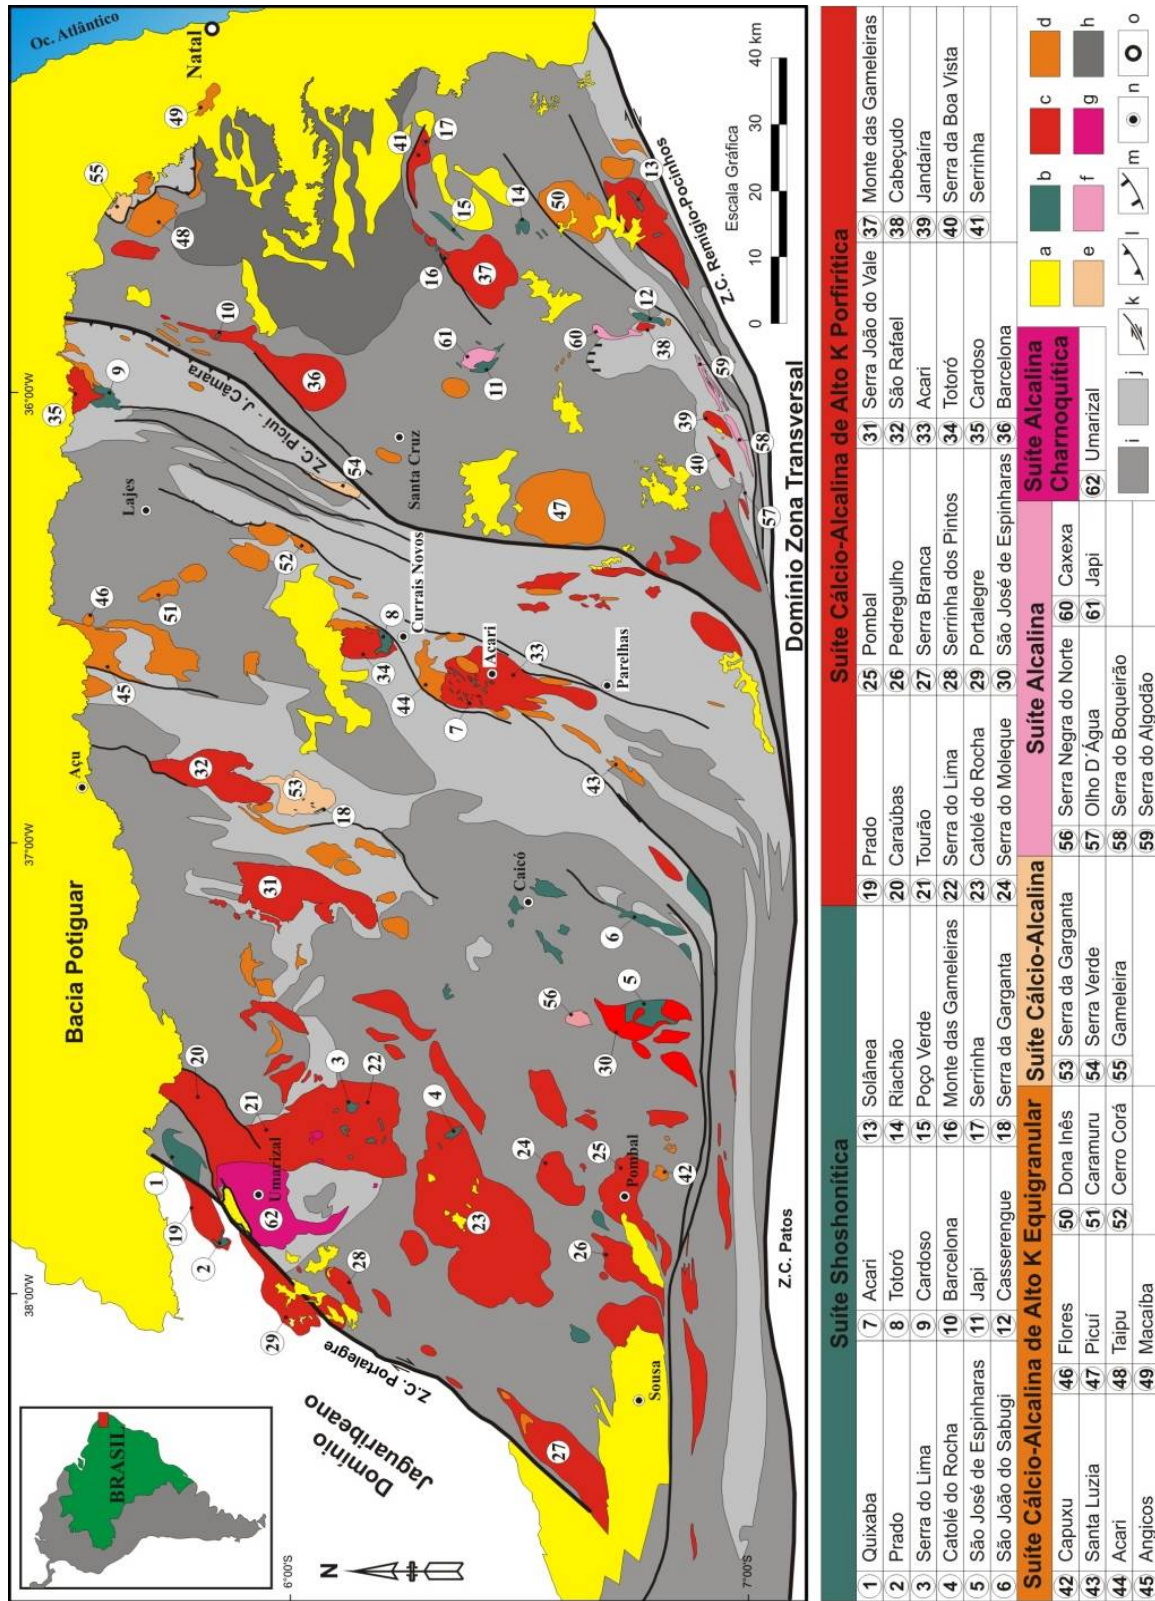 Oc. Atlântico
Bacia Potiguar
Domínio
Jaguaribeano
Domínio Zona Transversal
BRASIL
N
38°00'W
37°00'W
36°00'W
6°00'S
7°00'S
Natal
Açu
Lajes
Santa Cruz
Currais Novos
Acari
Parelhas
Caicó
Umarizal
Pombal
Sousa
Z.C. Portalegre
Z.C. Patos
Z.C. Picuí - J. Câmara
Z.C. Remígio-Pocinhos
Escala Gráfica
0 10 20 30 40 km
Suíte Shoshonítica
1 Quixaba
2 Prado
3 Serra do Lima
4 Catolé do Rocha
5 São José de Espinharas
6 São João do Sabugi
7 Acari
8 Totoró
9 Cardoso
10 Barcelona
11 Japi
12 Casserengue
13 Solânea
14 Riachão
15 Poço Verde
16 Monte das Gameleiras
17 Serrinha
18 Serra da Garganta
Suíte Cálcio-Alcalina de Alto K Porfirítica
19 Prado
20 Caraúbas
21 Tourão
22 Serra do Lima
23 Catolé do Rocha
24 Serra do Moleque
25 Pombal
26 Pedregulho
27 Serra Branca
28 Serrinha dos Pintos
29 Portalegre
30 São José de Espinharas
31 Serra João do Vale
32 São Rafael
33 Acari
34 Totoró
35 Cardoso
36 Barcelona
37 Monte das Gameleiras
38 Cabeçudo
39 Jandaíra
40 Serra da Boa Vista
41 Serrinha
Suíte Cálcio-Alcalina de Alto K Equigranular
42 Capuxu
43 Santa Luzia
44 Acari
45 Angicos
46 Flores
47 Picuí
48 Taipu
49 Macaíba
50 Dona Inês
51 Caramuru
52 Cerro Corá
Suíte Cálcio-Alcalina
53 Serra da Garganta
54 Serra Verde
55 Gameleira
Suíte Alcalina
56 Serra Negra do Norte
57 Olho D´Água
58 Serra do Boqueirão
59 Serra do Algodão
60 Caxexa
61 Japi
Suíte Alcalina
Charnoquítica
62 Umarizal
a b c d
e f g h
i j k l m n o